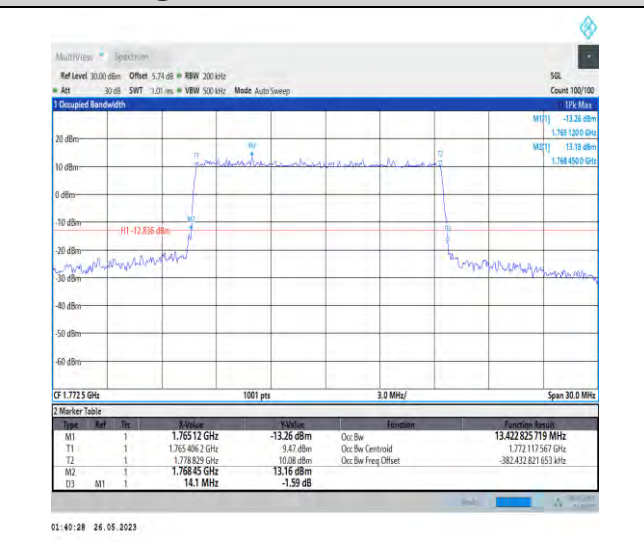 MultiView Spectrum
Ref Level 30.00 dBm Offset 5.74 dB RBW 200 kHz SGL
Att 30 dB SWT 1.01 ms VBW 500 kHz Mode Auto Sweep Count 100/100
1 Occupied Bandwidth 1Pk Max
M1[1] -13.26 dBm
1.765 1200 GHz
20 dBm M2[1] 13.16 dBm
1.768 4500 GHz
M2
T1 T2
10 dBm
0 dBm
-10 dBm
M1
H1 -12.836 dBm
-20 dBm
-30 dBm
-40 dBm
-50 dBm
-60 dBm
CF 1.772 5 GHz 1001 pts 3.0 MHz/ Span 30.0 MHz
2 Marker Table
Type Ref Trc X-Value Y-Value Function Function Result
M1 1 1.765 12 GHz -13.26 dBm Occ Bw 13.422 825 719 MHz
T1 1 1.765 406 2 GHz 9.47 dBm Occ Bw Centroid 1.772 117 567 GHz
T2 1 1.778 829 GHz 10.08 dBm Occ Bw Freq Offset -382.432 821 653 kHz
M2 1 1.768 45 GHz 13.16 dBm
D3 M1 1 14.1 MHz -1.59 dB
01:40:28 26.05.2023